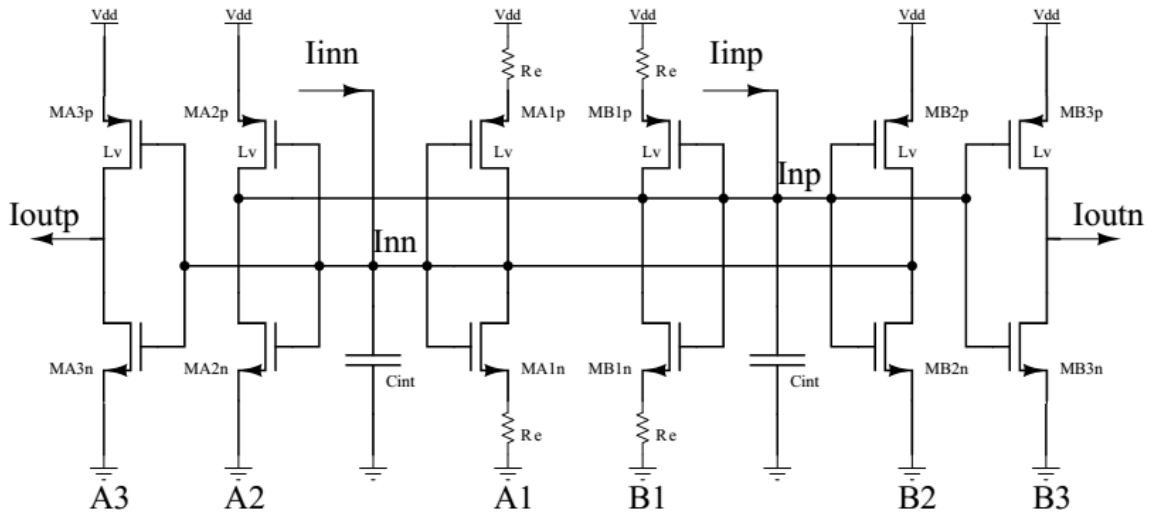 Vdd Vdd Vdd Vdd Vdd Vdd
Iinn Iinp
Re Re
MA3p MA2p MA1p MB1p MB2p MB3p
Lv Lv Lv Lv Lv Lv
Inp
Ioutp Inn Ioutn
MA3n MA2n Cint MA1n MB1n Cint MB2n MB3n
Re Re
A3 A2 A1 B1 B2 B3